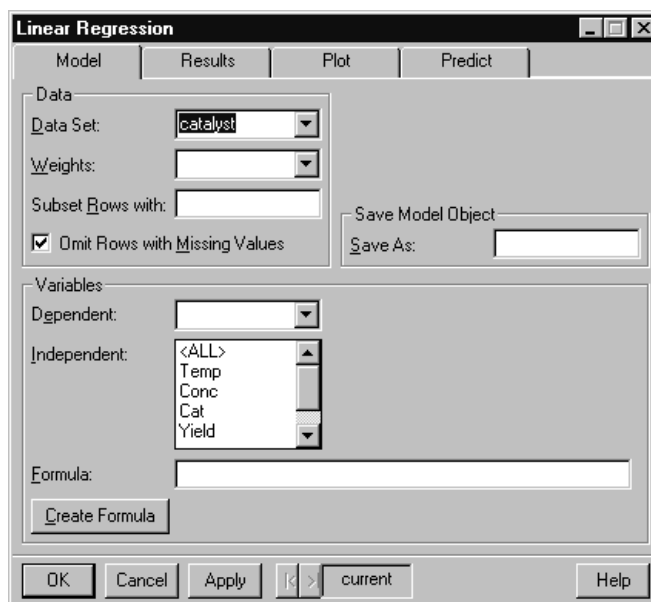 Linear Regression
Model Results Plot Predict
Data
Data Set: catalyst
Weights:
Subset Rows with:
Omit Rows with Missing Values
Save Model Object
Save As:
Variables
Dependent:
Independent:
<ALL>
Temp
Conc
Cat
Yield
Formula:
Create Formula
OK Cancel Apply current Help